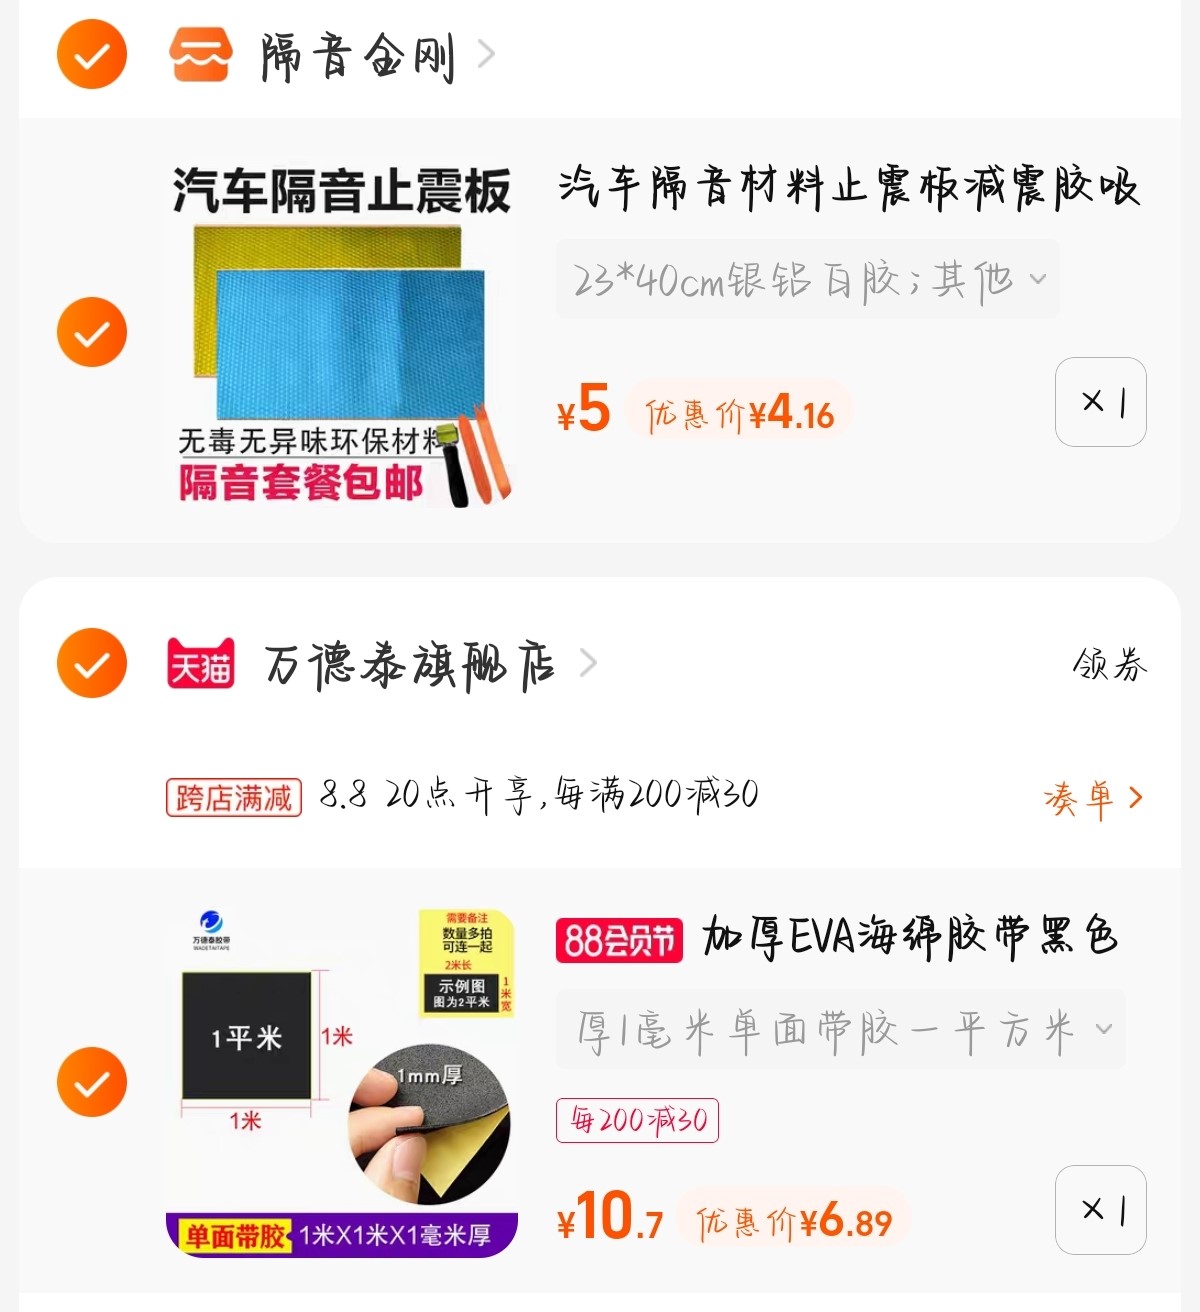 隔音金刚
汽车隔音止震板
无毒无异味环保材料
隔音套餐包邮
汽车隔音材料止震板减震胶吸
23*40cm银铝百胶;其他
¥5 优惠价¥4.16
×1
天猫 万德泰旗舰店
领券
跨店满减 8.8 20点开享,每满200减30
凑单
万德泰胶带
WADETAITAPE
需要备注
数量多拍
可连一起
2米长
示例图
图为2平米
1米宽
1平米
1米
1米
1mm厚
单面带胶 1米X1米X1毫米厚
88会员节 加厚EVA海绵胶带黑色
厚1毫米单面带胶一平方米
每200减30
¥10.7 优惠价¥6.89
×1